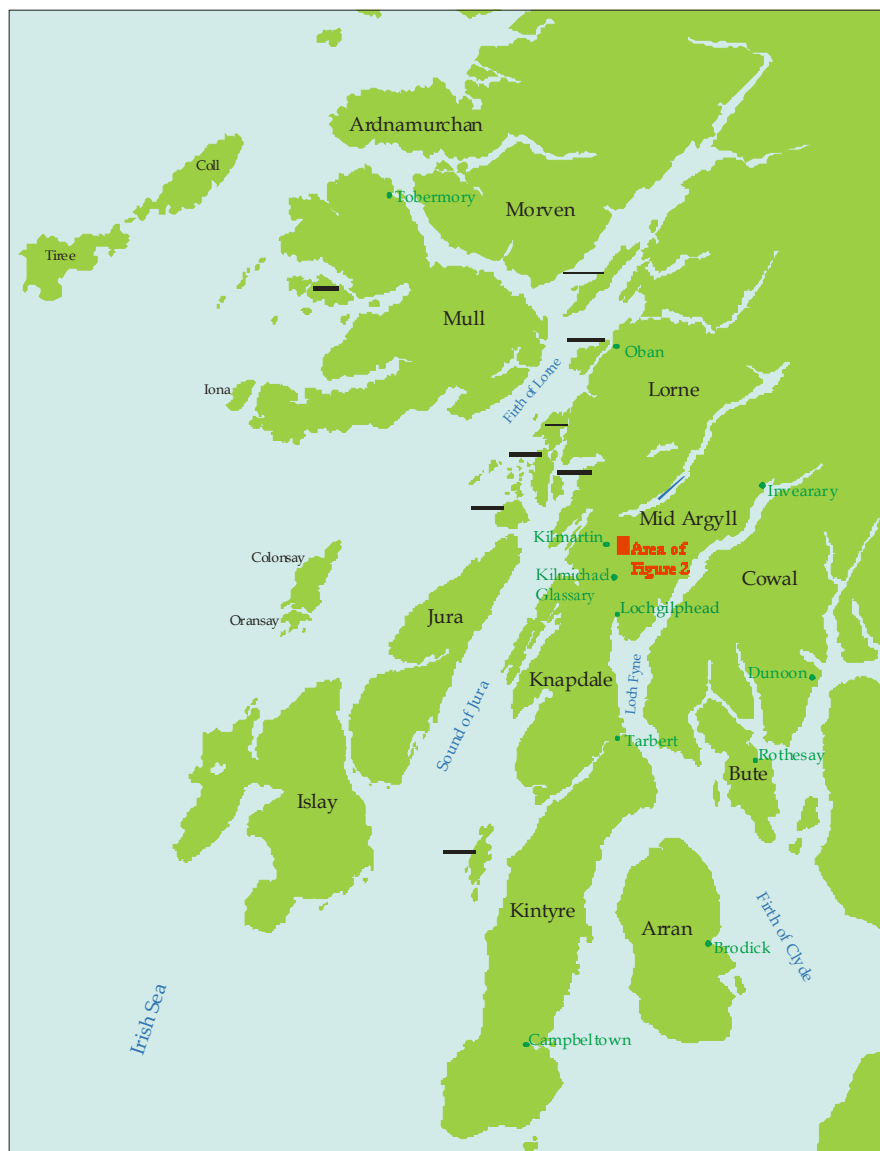 Ardnamurchan
Coll
Tobermory
Morven
Tiree
Mull
Oban
Firth of Lorne
Iona
Lorne
Invearary
Mid Argyll
Kilmartin
Area of
Figure 2
Colonsay
Kilmichael
Glassary
Cowal
Oransay
Jura
Lochgilphead
Knapdale
Loch Fyne
Dunoon
Sound of Jura
Tarbert
Rothesay
Bute
Islay
Kintyre
Arran
Firth of Clyde
Brodick
Irish Sea
Campbeltown